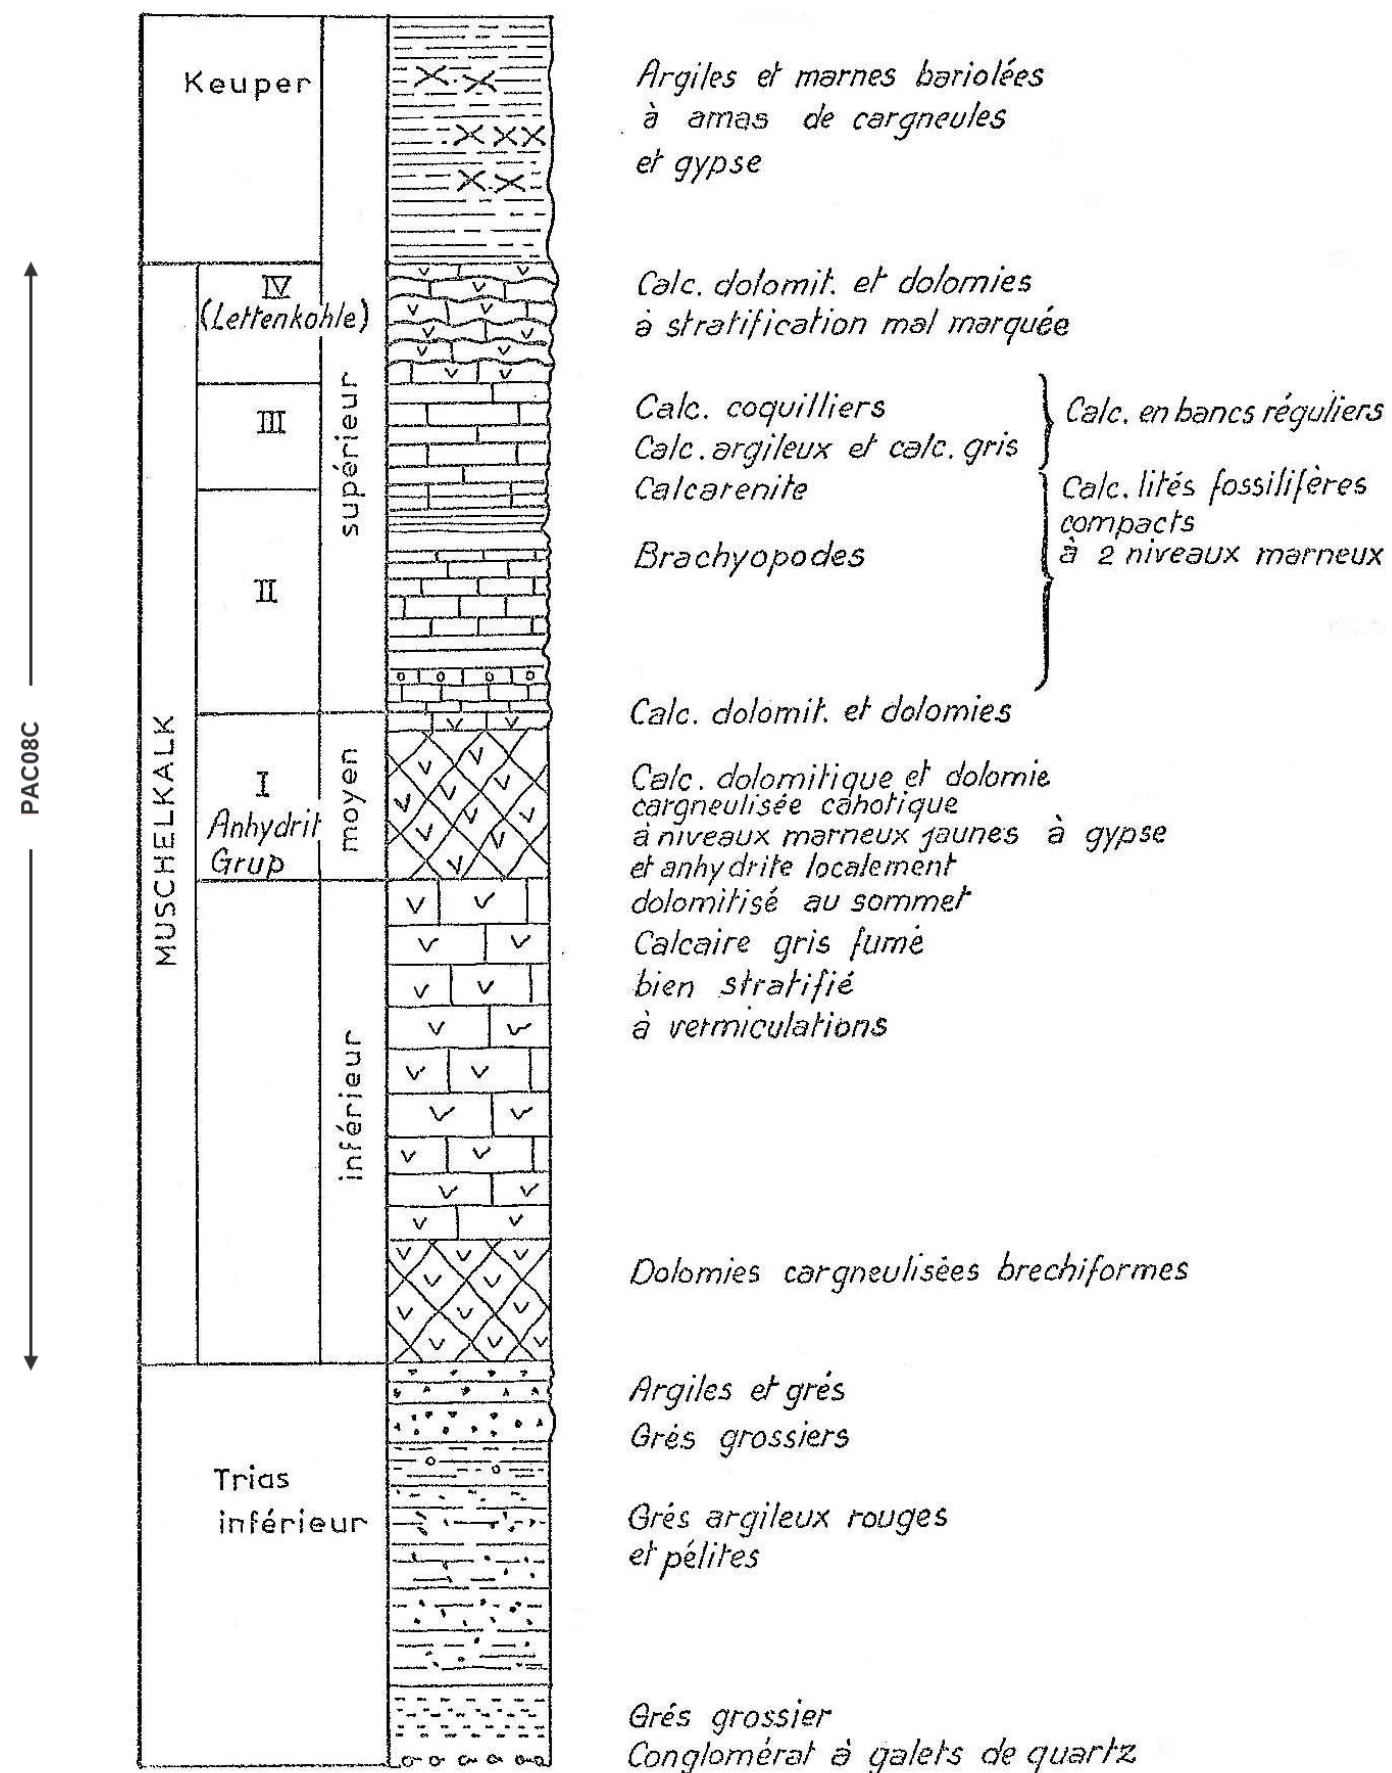 Keuper
Argiles et marnes bariolées
à amas de cargneules
et gypse
PAC08C
MUSCHELKALK
supérieur
IV
(Lettenkohle)
Calc. dolomit. et dolomies
à stratification mal marquée
III
Calc. coquilliers
Calc. argileux et calc. gris
Calc. en bancs réguliers
II
Calcarenite
Brachyopodes
Calc. lités fossilifères
compacts
à 2 niveaux marneux
Calc. dolomit. et dolomies
I
Anhydrit
Grup
moyen
Calc. dolomitique et dolomie
cargneulisée cahotique
à niveaux marneux jaunes à gypse
et anhydrite localement
dolomitisé au sommet
inférieur
Calcaire gris fumé
bien stratifié
à vermiculations
Dolomies cargneulisées brechiformes
Trias
inférieur
Argiles et grés
Grés grossiers
Grés argileux rouges
et pélites
Grés grossier
Conglomérat à galets de quartz